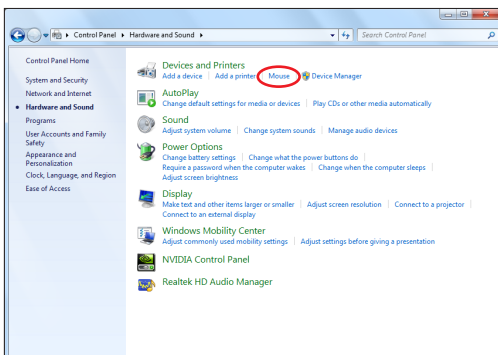 Control Panel ▸ Hardware and Sound ▸
Search Control Panel
Control Panel Home
System and Security
Network and Internet
Hardware and Sound
Programs
User Accounts and Family
Safety
Appearance and
Personalization
Clock, Language, and Region
Ease of Access
Devices and Printers
Add a device | Add a printer | Mouse | Device Manager
AutoPlay
Change default settings for media or devices | Play CDs or other media automatically
Sound
Adjust system volume | Change system sounds | Manage audio devices
Power Options
Change battery settings | Change what the power buttons do |
Require a password when the computer wakes | Change when the computer sleeps |
Adjust screen brightness
Display
Make text and other items larger or smaller | Adjust screen resolution | Connect to a projector |
Connect to an external display
Windows Mobility Center
Adjust commonly used mobility settings | Adjust settings before giving a presentation
NVIDIA Control Panel
Realtek HD Audio Manager